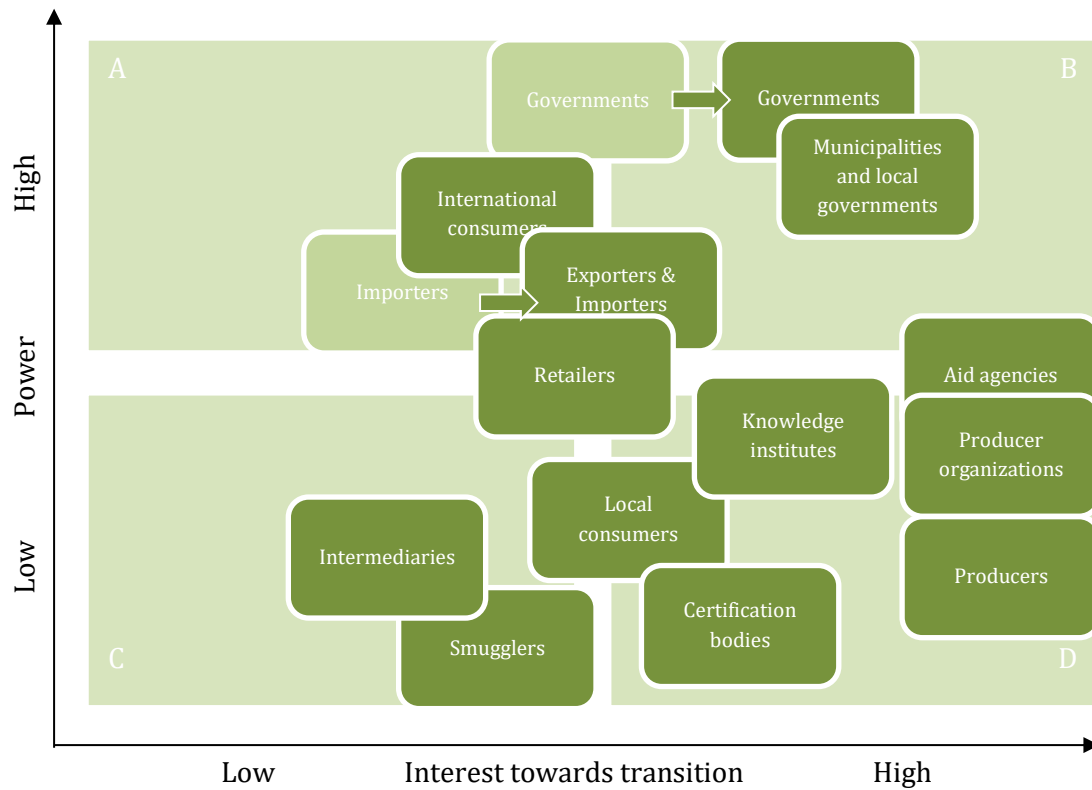 A
B
Governments
Governments
Municipalities
and local
governments
International
consumers
Importers
Exporters &
Importers
Retailers
Aid agencies
Knowledge
institutes
Producer
organizations
Local
consumers
Intermediaries
Producers
Certification
bodies
Smugglers
C
D
High
Power
Low
Low
Interest towards transition
High